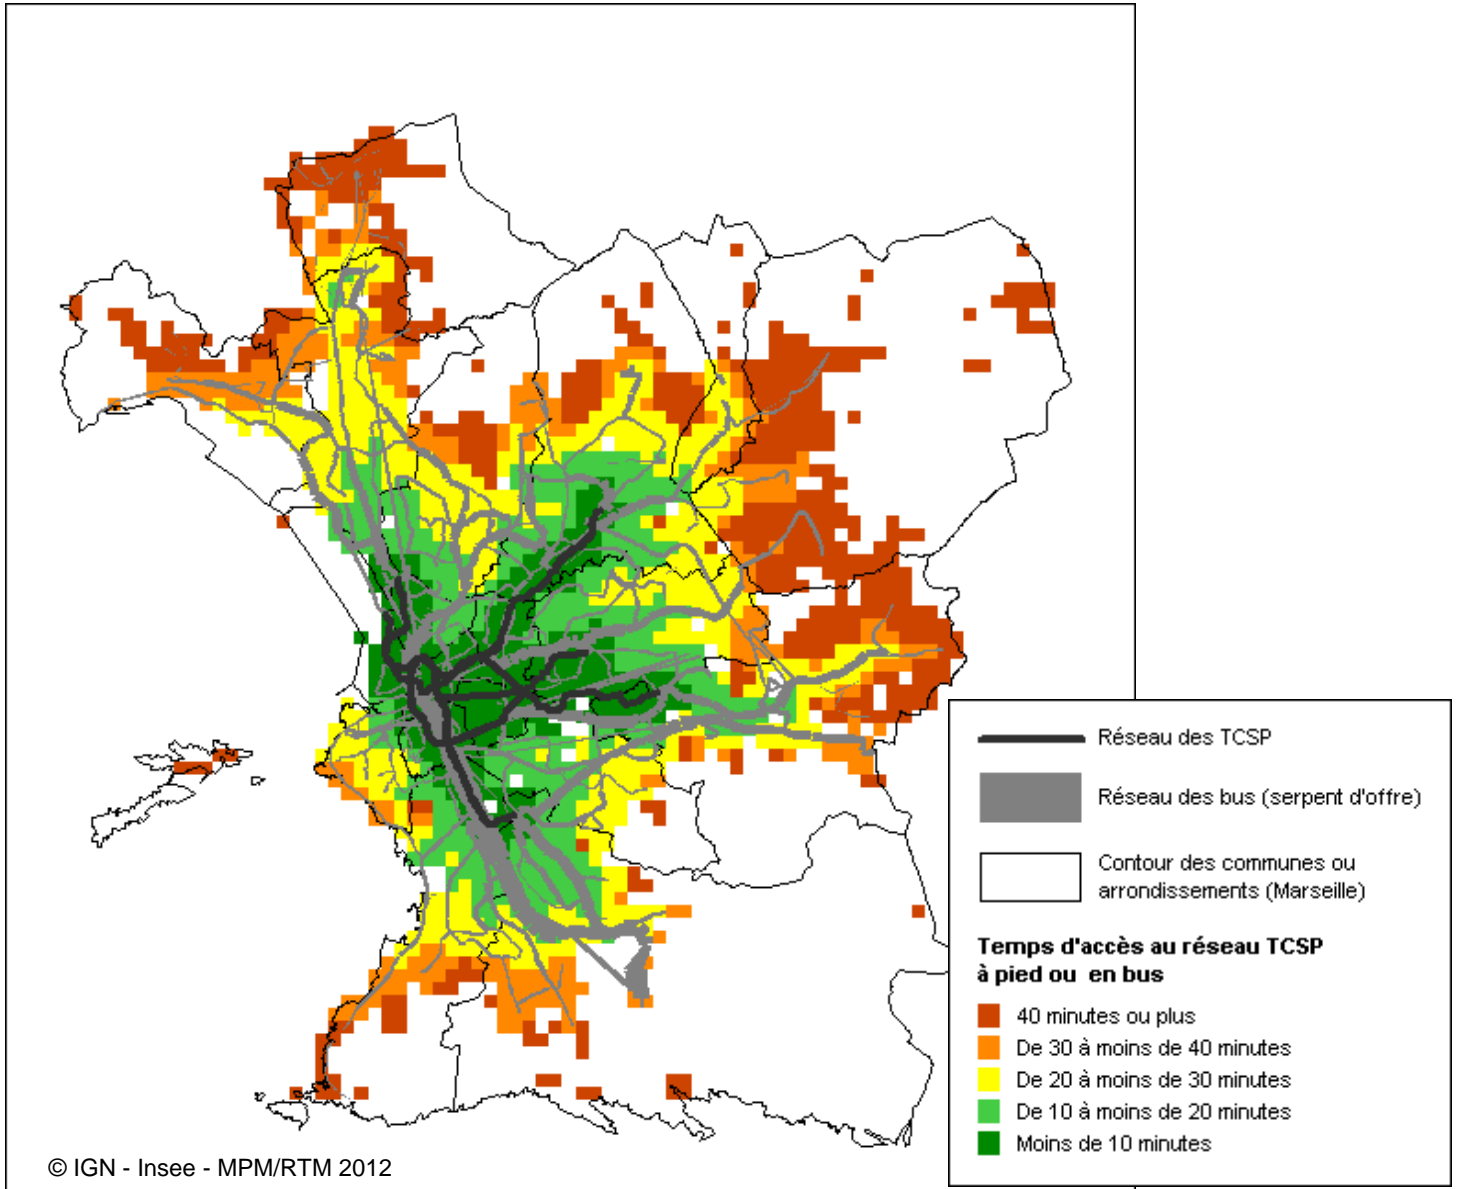 Réseau des TCSP
Réseau des bus (serpent d'offre)
Contour des communes ou
arrondissements (Marseille)
Temps d'accès au réseau TCSP
à pied ou en bus
40 minutes ou plus
De 30 à moins de 40 minutes
De 20 à moins de 30 minutes
De 10 à moins de 20 minutes
Moins de 10 minutes
© IGN - Insee - MPM/RTM 2012